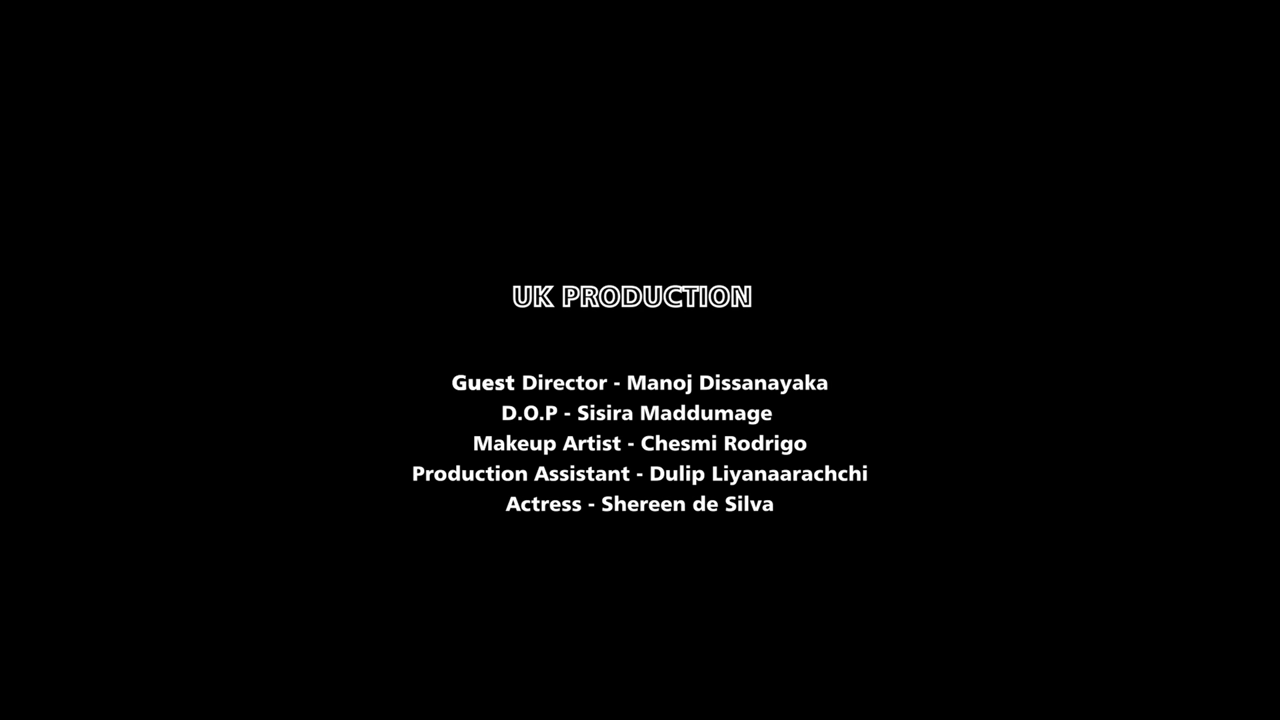 UK PRODUCTION
Guest Director - Manoj Dissanayaka
D.O.P - Sisira Maddumage
Makeup Artist - Chesmi Rodrigo
Production Assistant - Dulip Liyanaarachchi
Actress - Shereen de Silva